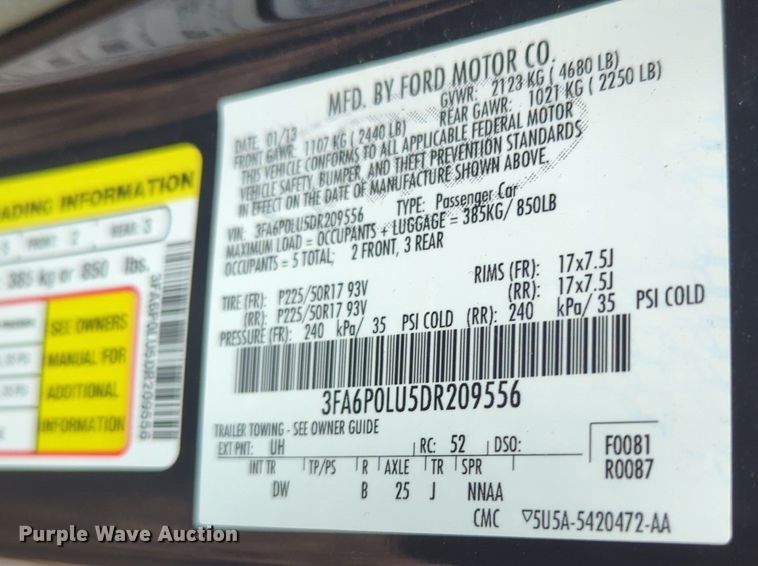 MFD. BY FORD MOTOR CO.
DATE: 01/13 GVWR: 2123 KG ( 4680 LB)
FRONT GAWR: 1107 KG ( 2440 LB) REAR GAWR: 1021 KG ( 2250 LB)
THIS VEHICLE CONFORMS TO ALL APPLICABLE FEDERAL MOTOR
VEHICLE SAFETY, BUMPER, AND THEFT PREVENTION STANDARDS
IN EFFECT ON THE DATE OF MANUFACTURE SHOWN ABOVE.
VIN: 3FA6P0LU5DR209556 TYPE: Passenger Car
MAXIMUM LOAD = OCCUPANTS + LUGGAGE = 385KG/ 850LB
OCCUPANTS = 5 TOTAL; 2 FRONT, 3 REAR
TIRE (FR): P225/50R17 93V RIMS (FR): 17x7.5J
(RR): P225/50R17 93V (RR): 17x7.5J
PRESSURE (FR): 240 kPa/ 35 PSI COLD (RR): 240 kPa/ 35 PSI COLD
3FA6P0LU5DR209556
TRAILER TOWING - SEE OWNER GUIDE
EXT PNT: UH RC: 52 DSO: F0081
R0087
INT TR TP/PS R AXLE TR SPR
DW B 25 J NNAA
CMC ▽5U5A-5420472-AA
ADING INFORMATION
FRONT 2 REAR 3
385 kg or 850 lbs.
SEE OWNERS
MANUAL FOR
ADDITIONAL
INFORMATION
3FA6P0LU5DR209556
Purple Wave Auction